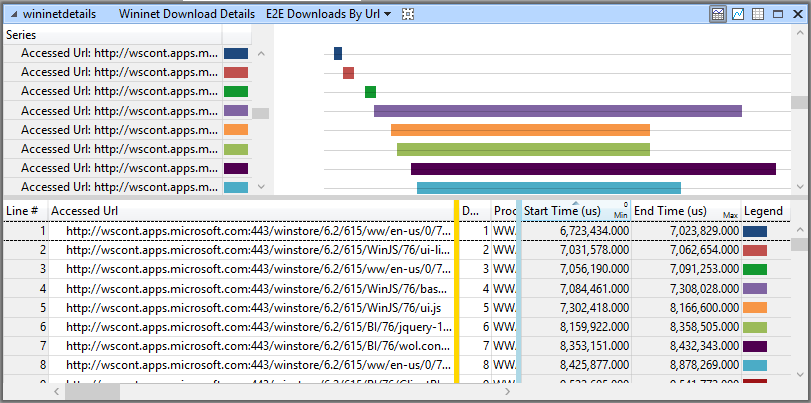 wininetdetails Wininet Download Details E2E Downloads By Url
Series
Accessed Url: http://wscont.apps.m...
Accessed Url: http://wscont.apps.m...
Accessed Url: http://wscont.apps.m...
Accessed Url: http://wscont.apps.m...
Accessed Url: http://wscont.apps.m...
Accessed Url: http://wscont.apps.m...
Accessed Url: http://wscont.apps.m...
Accessed Url: http://wscont.apps.m...
Line # Accessed Url D... Proc Start Time (us) 0 Min End Time (us) Max Legend
1 http://wscont.apps.microsoft.com:443/winstore/6.2/615/ww/en-us/0/7... 1 WW. 6,723,434.000 7,023,829.000
2 http://wscont.apps.microsoft.com:443/winstore/6.2/615/WinJS/76/ui-li... 2 WW. 7,031,578.000 7,062,654.000
3 http://wscont.apps.microsoft.com:443/winstore/6.2/615/ww/en-us/0/7... 3 WW. 7,056,190.000 7,091,253.000
4 http://wscont.apps.microsoft.com:443/winstore/6.2/615/WinJS/76/bas... 4 WW. 7,084,461.000 7,308,028.000
5 http://wscont.apps.microsoft.com:443/winstore/6.2/615/WinJS/76/ui.js 5 WW. 7,302,418.000 8,166,600.000
6 http://wscont.apps.microsoft.com:443/winstore/6.2/615/BI/76/jquery-1... 6 WW. 8,159,922.000 8,358,505.000
7 http://wscont.apps.microsoft.com:443/winstore/6.2/615/BI/76/wol.con... 7 WW. 8,353,151.000 8,432,343.000
8 http://wscont.apps.microsoft.com:443/winstore/6.2/615/ww/en-us/0/7... 8 WW. 8,425,877.000 8,878,269.000